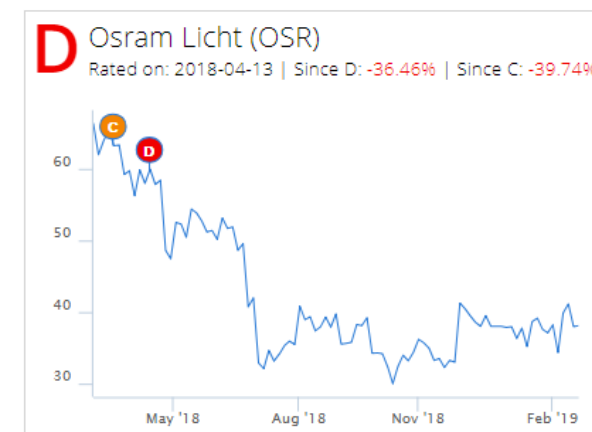 D Osram Licht (OSR)
Rated on: 2018-04-13 | Since D: -36.46% | Since C: -39.74%
C
D
60
50
40
30
May '18 Aug '18 Nov '18 Feb '19